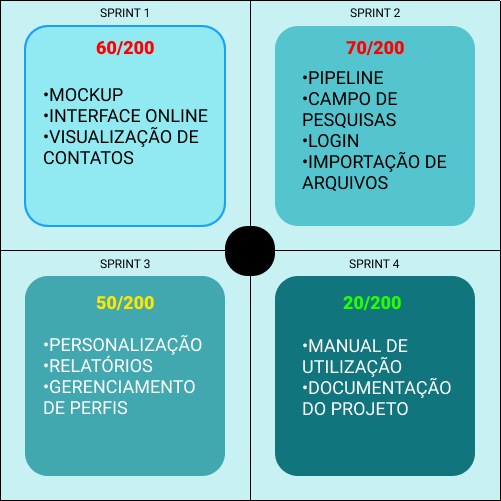 SPRINT 1
60/200
•MOCKUP
•INTERFACE ONLINE
•VISUALIZAÇÃO DE
CONTATOS
SPRINT 2
70/200
•PIPELINE
•CAMPO DE
PESQUISAS
•LOGIN
•IMPORTAÇÃO DE
ARQUIVOS
SPRINT 3
50/200
•PERSONALIZAÇÃO
•RELATÓRIOS
•GERENCIAMENTO
DE PERFIS
SPRINT 4
20/200
•MANUAL DE
UTILIZAÇÃO
•DOCUMENTAÇÃO
DO PROJETO